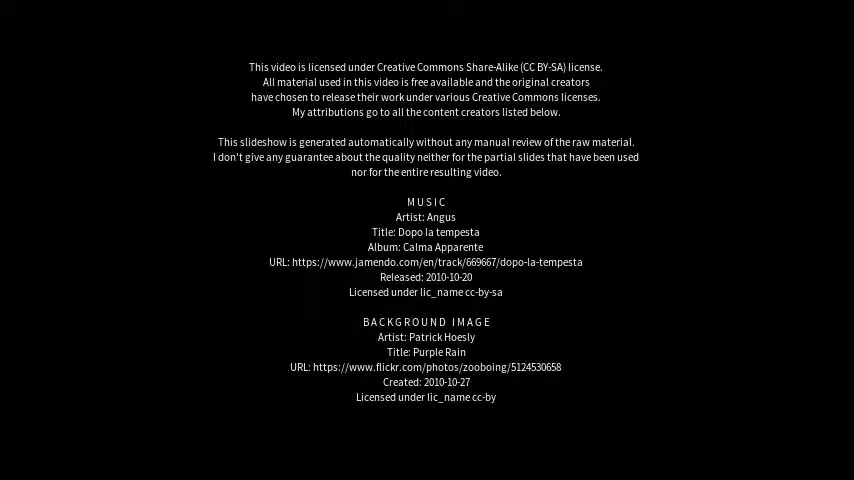 This video is licensed under Creative Commons Share-Alike (CC BY-SA) license.
All material used in this video is free available and the original creators
have chosen to release their work under various Creative Commons licenses.
My attributions go to all the content creators listed below.
This slideshow is generated automatically without any manual review of the raw material.
I don't give any guarantee about the quality neither for the partial slides that have been used
nor for the entire resulting video.
MUSIC
Artist: Angus
Title: Dopo la tempesta
Album: Calma Apparente
URL: https://www.jamendo.com/en/track/669667/dopo-la-tempesta
Released: 2010-10-20
Licensed under lic_name cc-by-sa
BACKGROUND IMAGE
Artist: Patrick Hoesly
Title: Purple Rain
URL: https://www.flickr.com/photos/zooboing/5124530658
Created: 2010-10-27
Licensed under lic_name cc-by